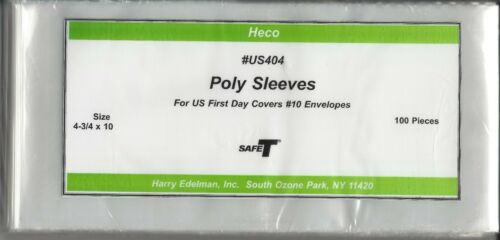 Heco
#US404
Poly Sleeves
For US First Day Covers #10 Envelopes
Size
4-3/4 x 10
100 Pieces
SAFE T
Harry Edelman, Inc. South Ozone Park, NY 11420